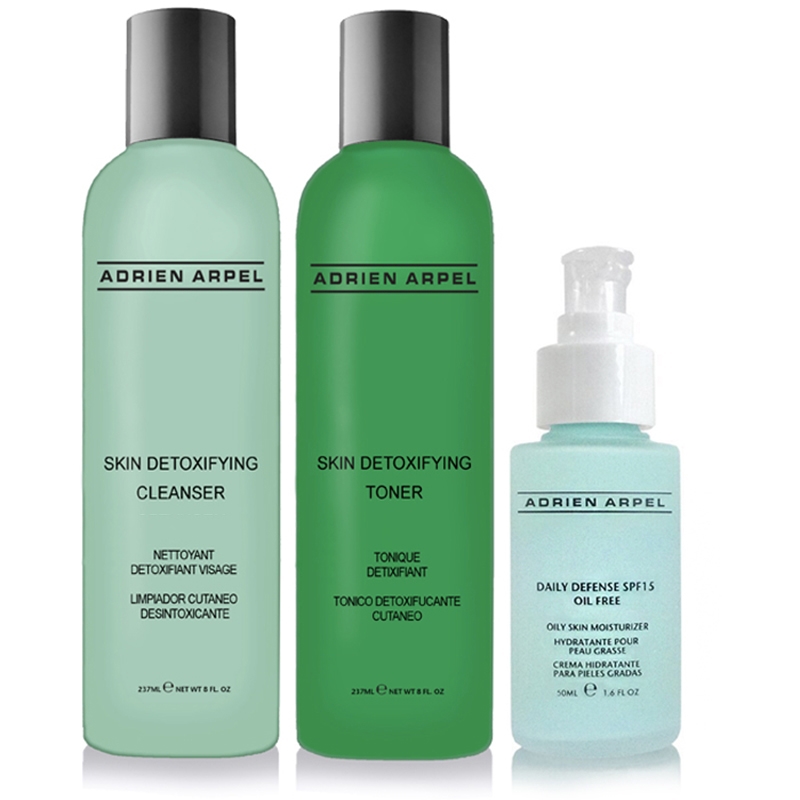 ADRIEN ARPEL
SKIN DETOXIFYING
CLEANSER
NETTOYANT
DETOXIFIANT VISAGE
LIMPIADOR CUTANEO
DESINTOXICANTE
237ML e NET WT 8 FL. OZ
ADRIEN ARPEL
SKIN DETOXIFYING
TONER
TONIQUE
DETIXIFIANT
TONICO DETOXIFUCANTE
CUTANEO
237ML e NET WT 8 FL. OZ
ADRIEN ARPEL
DAILY DEFENSE SPF15
OIL FREE
OILY SKIN MOISTURIZER
HYDRATANTE POUR
PEAU GRASSE
CREMA HIDRATANTE
PARA PIELES GRADAS
50ML e 1.6 FL OZ